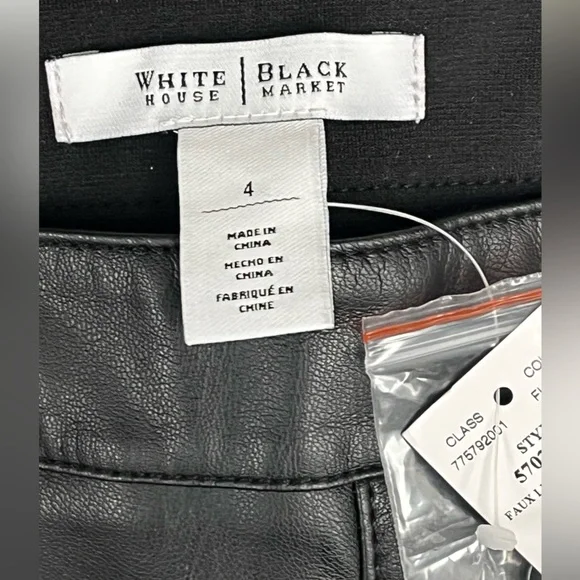 WHITE | BLACK
HOUSE | MARKET
4
MADE IN
CHINA
HECHO EN
CHINA
FABRIQUÉ EN
CHINE
CLASS
775792001